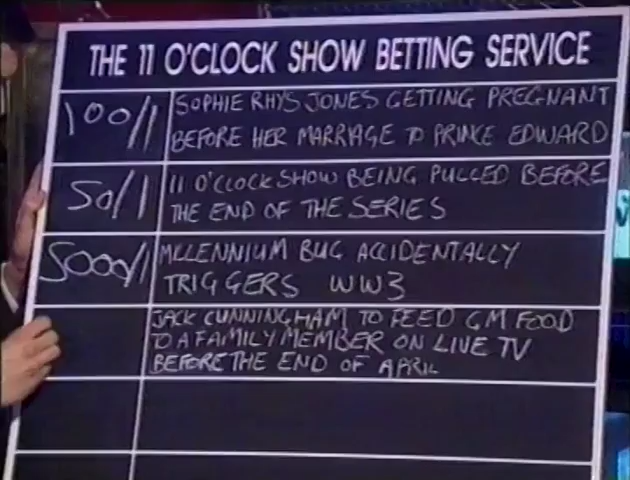 THE 11 O'CLOCK SHOW BETTING SERVICE
100/1 SOPHIE RHYS JONES GETTING PREGNANT
BEFORE HER MARRIAGE TO PRINCE EDWARD
50/1 11 O'CLOCK SHOW BEING PULLED BEFORE
THE END OF THE SERIES
5000/1 MLLENNIUM BUG ACCIDENTALLY
TRIGGERS WW3
JACK CUNNINGHAM TO FEED GM FOOD
TO A FAMILY MEMBER ON LIVE TV
BEFORE THE END OF APRIL